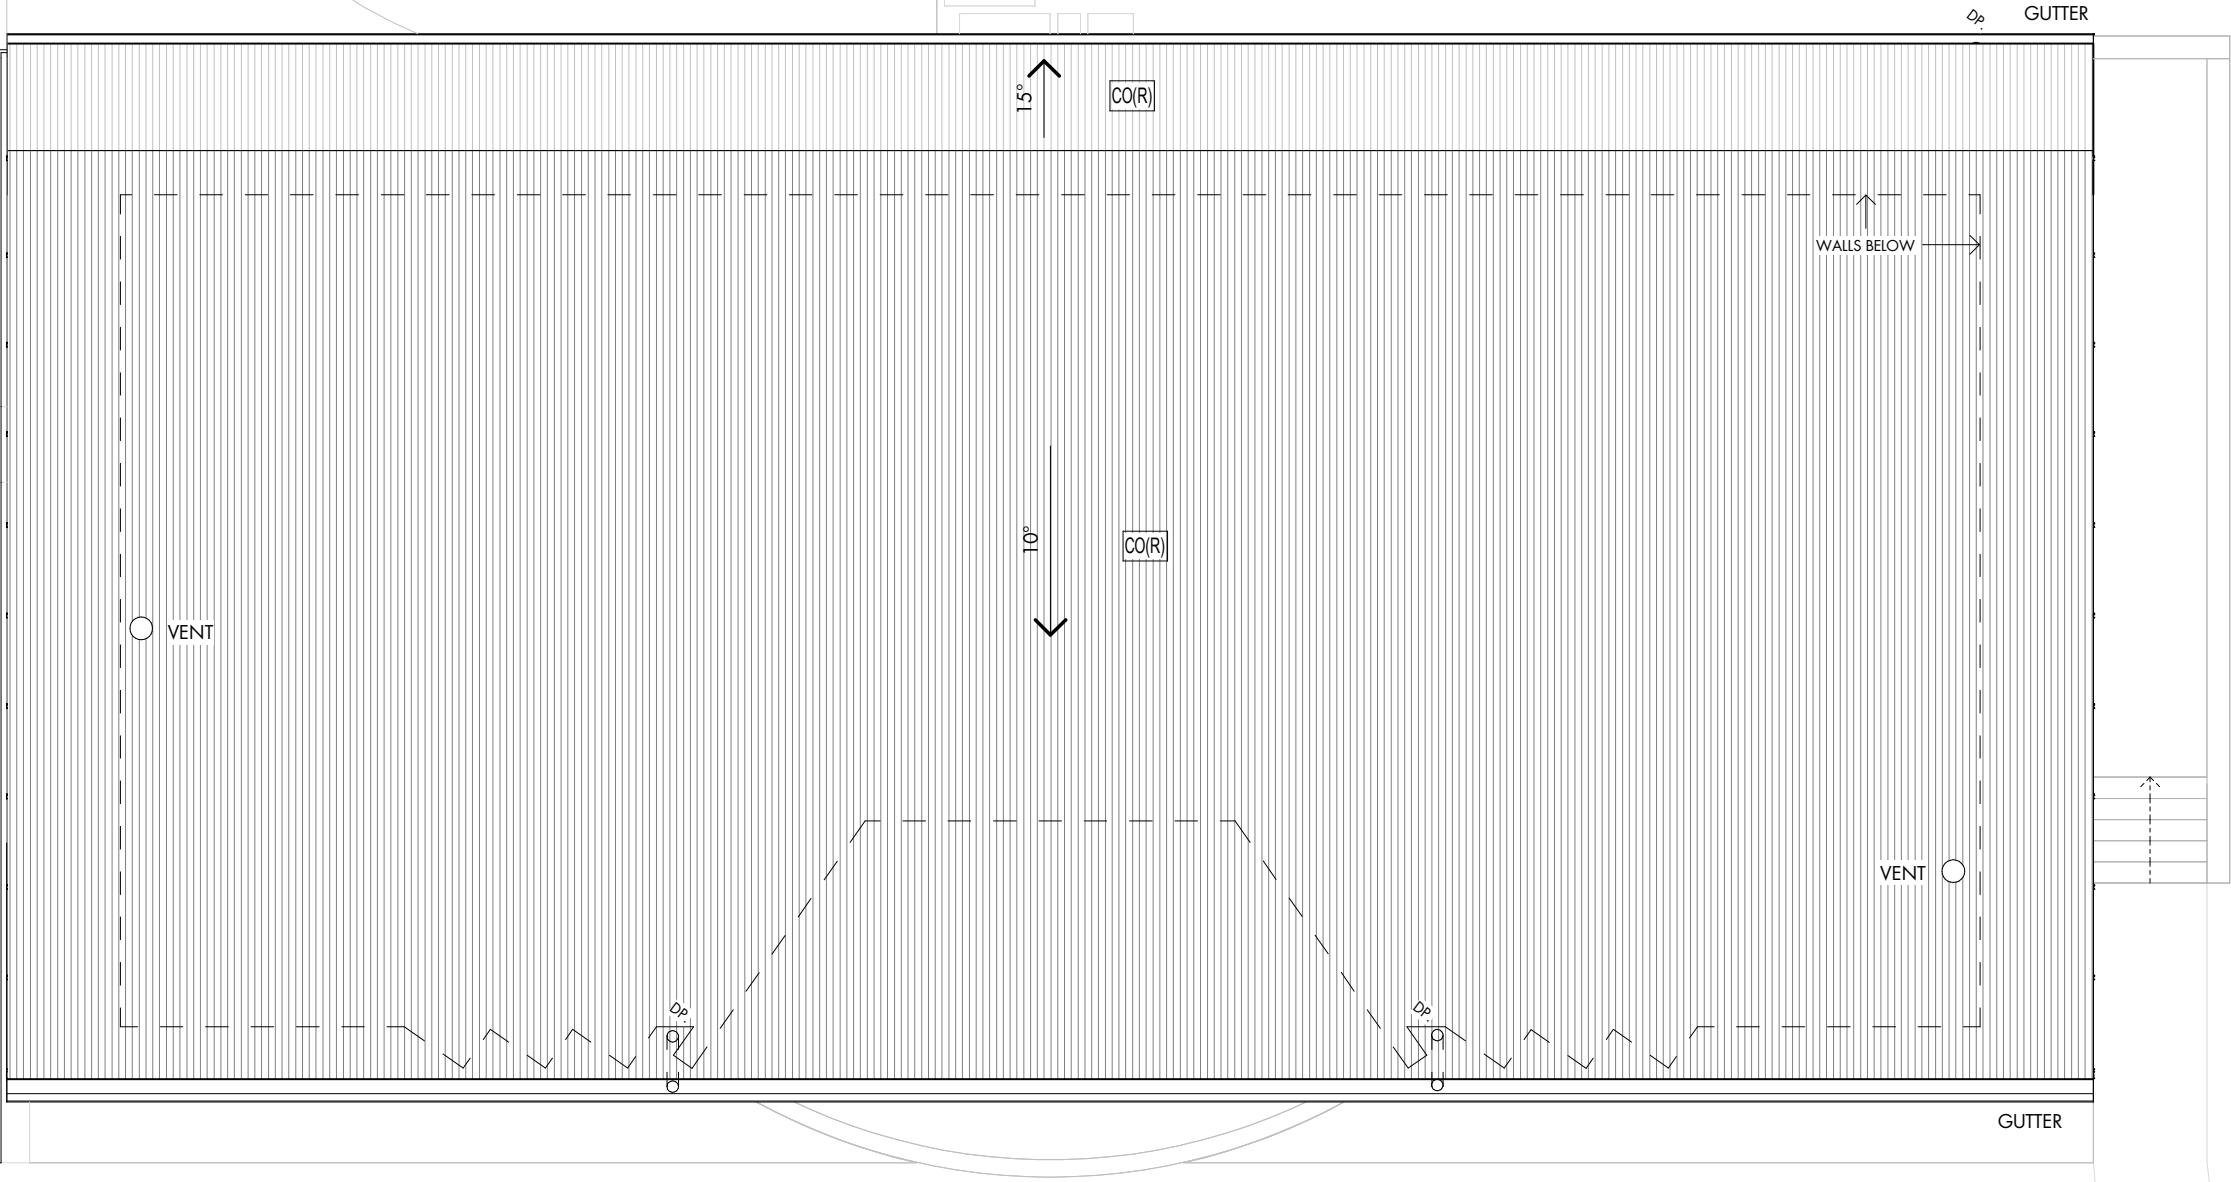 DP.
GUTTER
15°
CO(R)
WALLS BELOW
10°
CO(R)
VENT
VENT
DP.
DP.
GUTTER